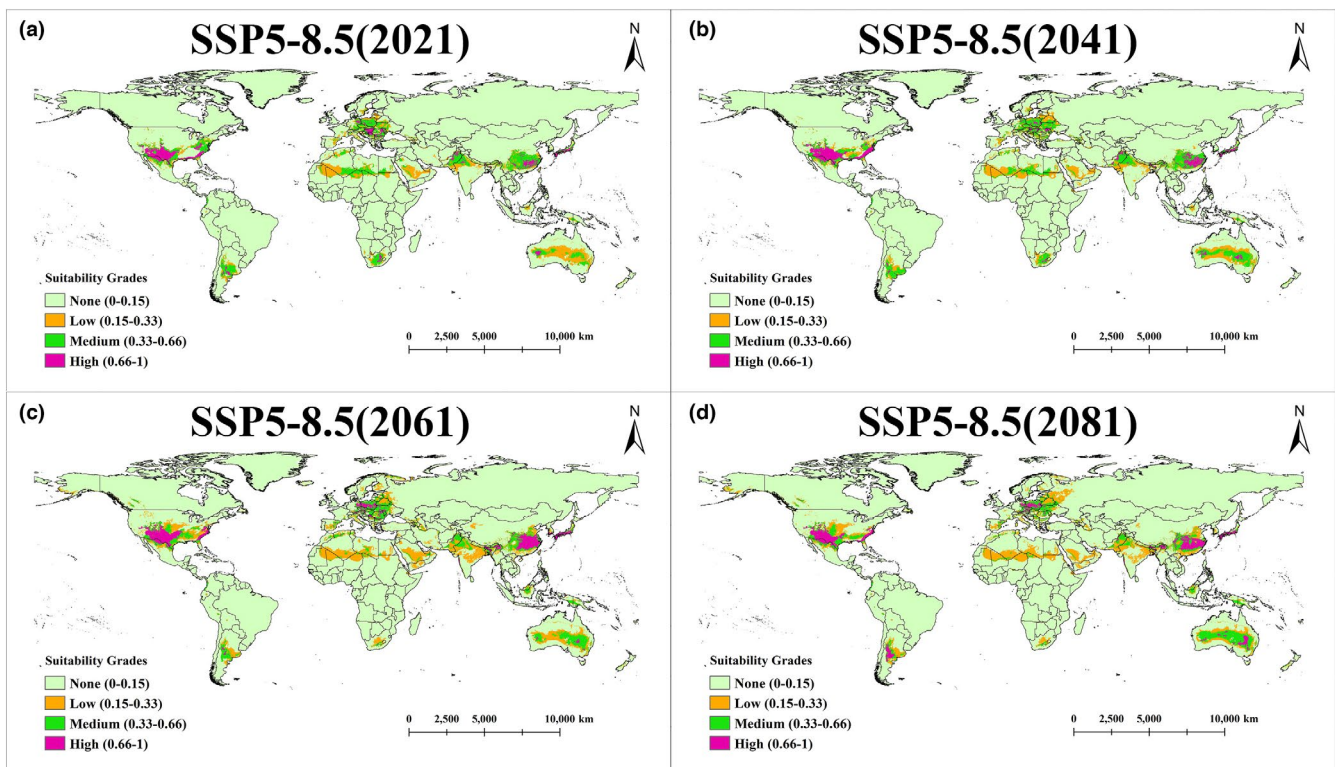 (a)
SSP5-8.5(2021)
N
Suitability Grades
None (0-0.15)
Low (0.15-0.33)
Medium (0.33-0.66)
High (0.66-1)
0 2,500 5,000 10,000 km
(b)
SSP5-8.5(2041)
N
Suitability Grades
None (0-0.15)
Low (0.15-0.33)
Medium (0.33-0.66)
High (0.66-1)
0 2,500 5,000 10,000 km
(c)
SSP5-8.5(2061)
N
Suitability Grades
None (0-0.15)
Low (0.15-0.33)
Medium (0.33-0.66)
High (0.66-1)
0 2,500 5,000 10,000 km
(d)
SSP5-8.5(2081)
N
Suitability Grades
None (0-0.15)
Low (0.15-0.33)
Medium (0.33-0.66)
High (0.66-1)
0 2,500 5,000 10,000 km